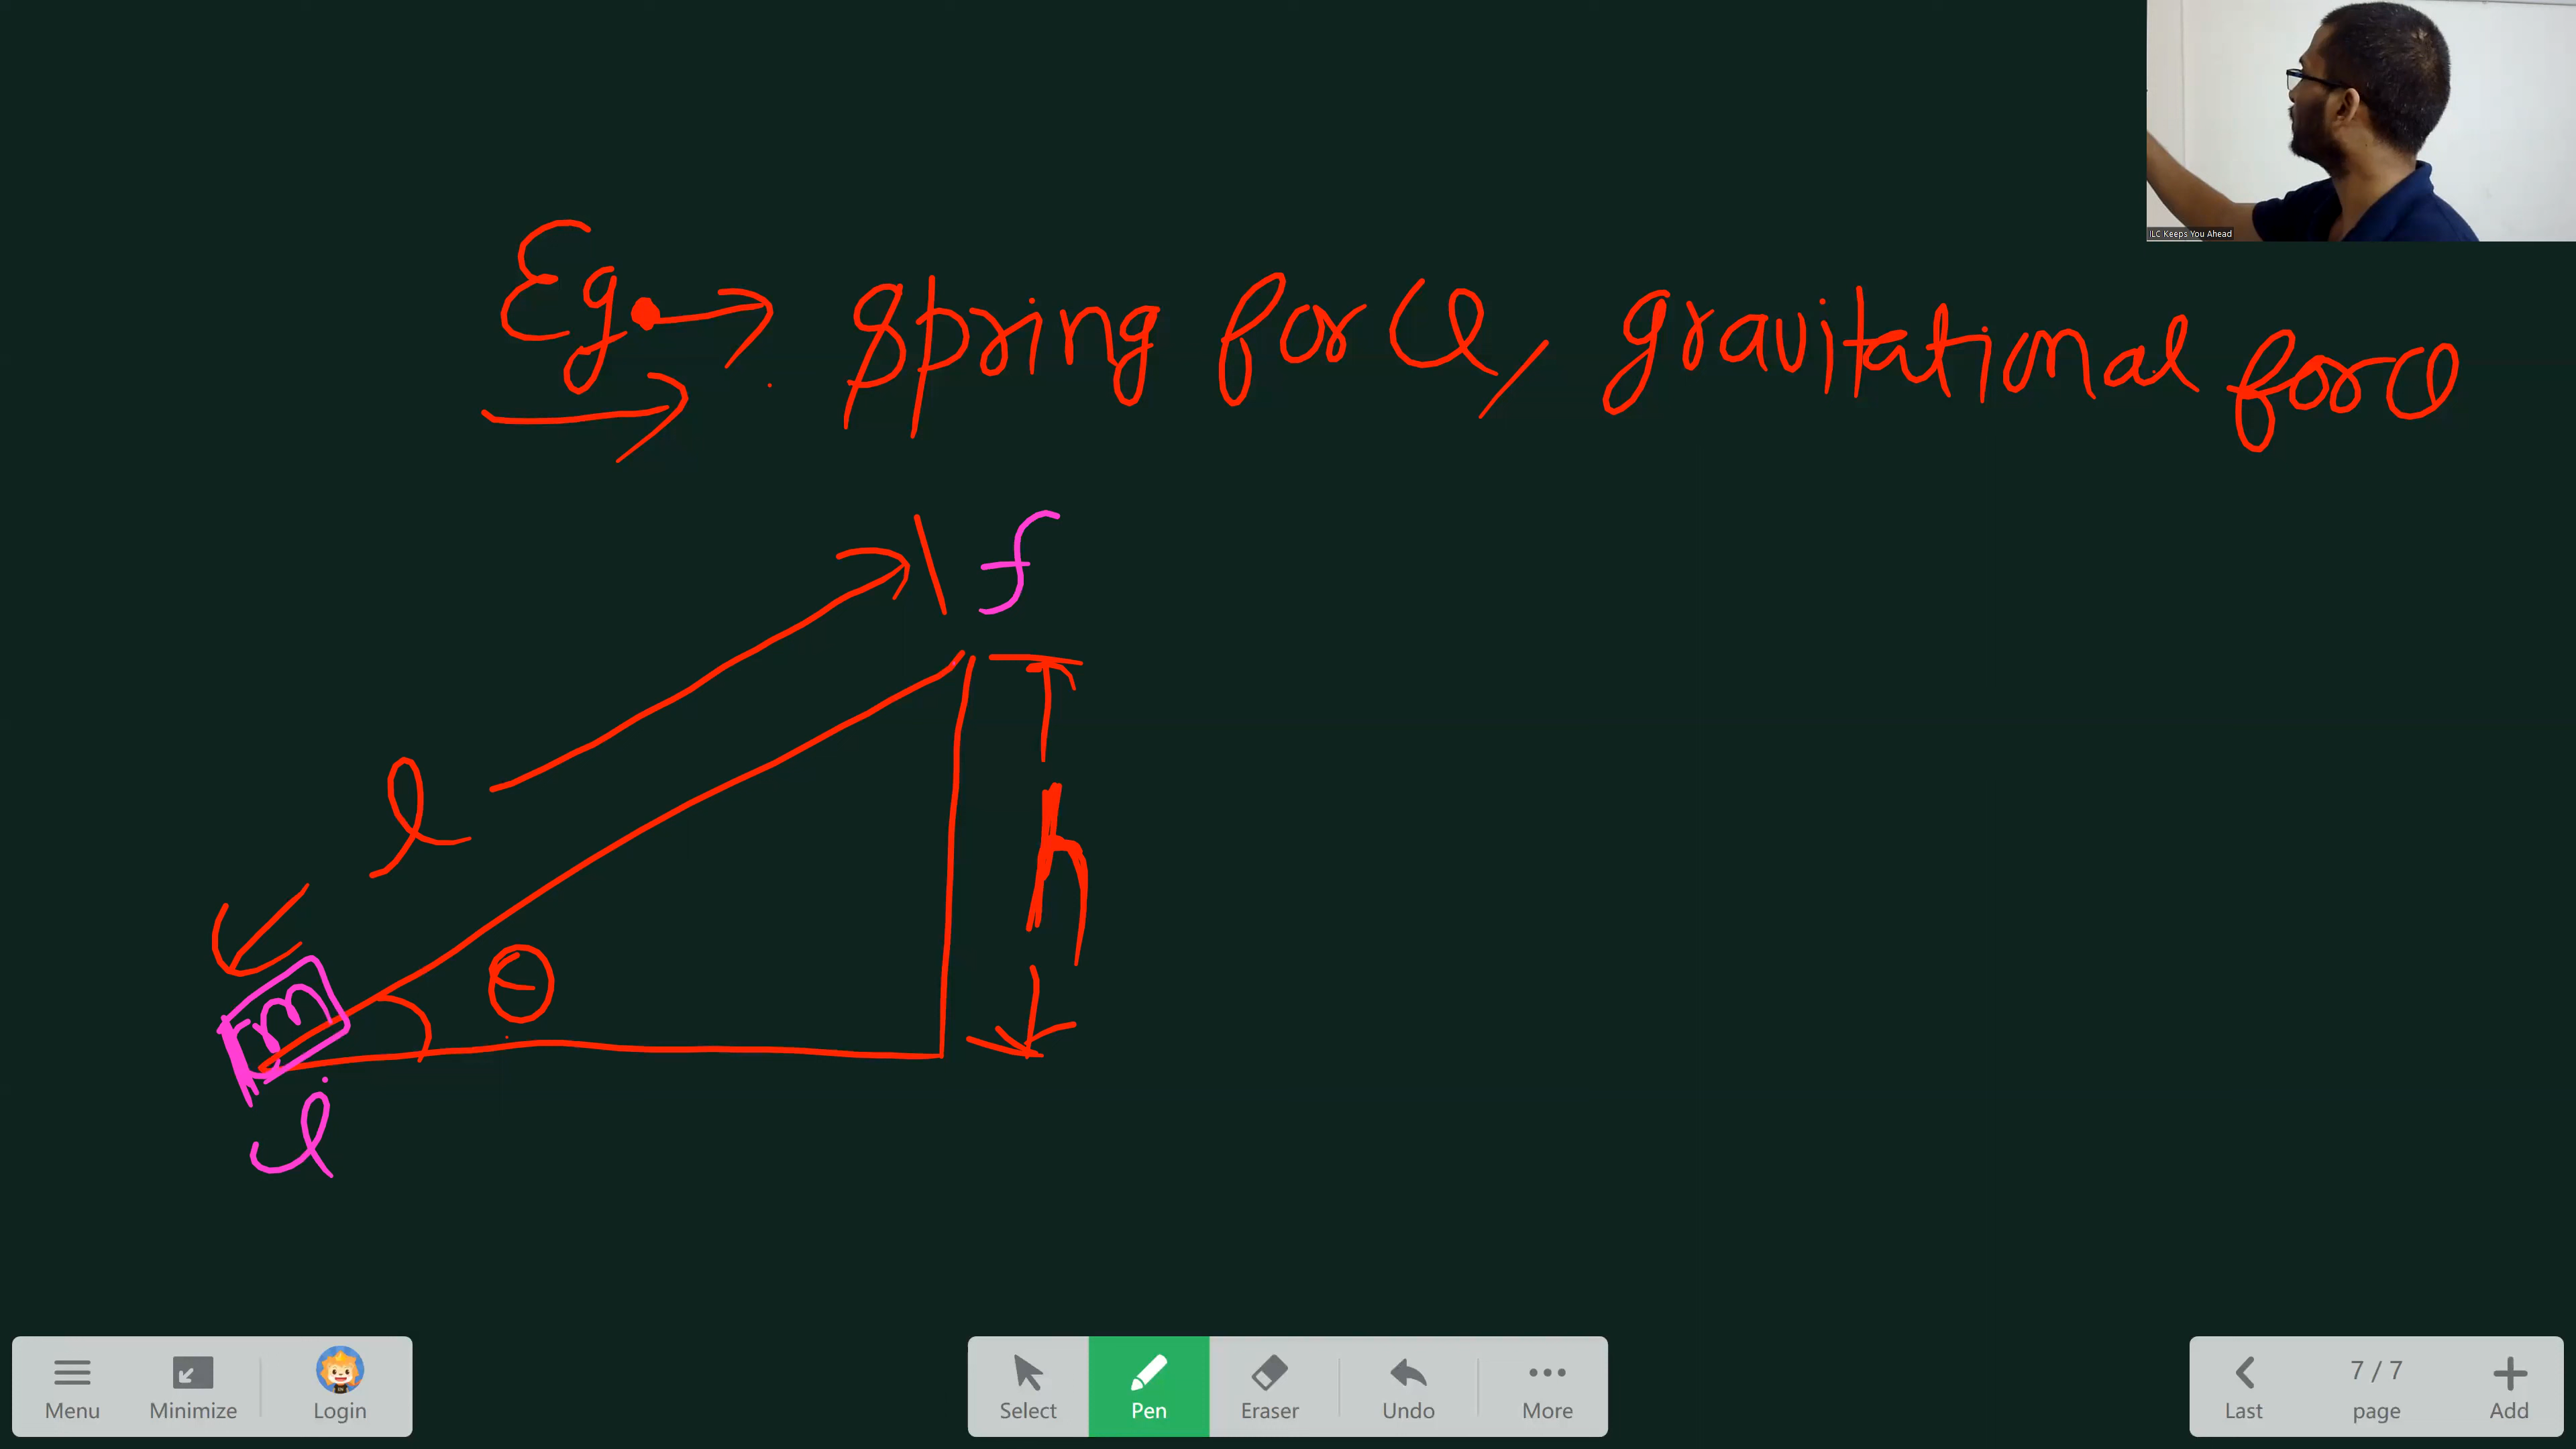 ILC Keeps You Ahead
Eg. → spring force, gravitational force
f
l
h
θ
m
i
Menu Minimize Login Select Pen Eraser Undo More Last 7 / 7 page Add